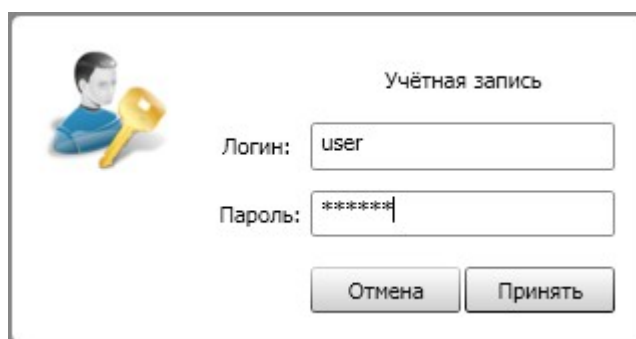 Учётная запись
Логин: user
Пароль: ******
Отмена Принять